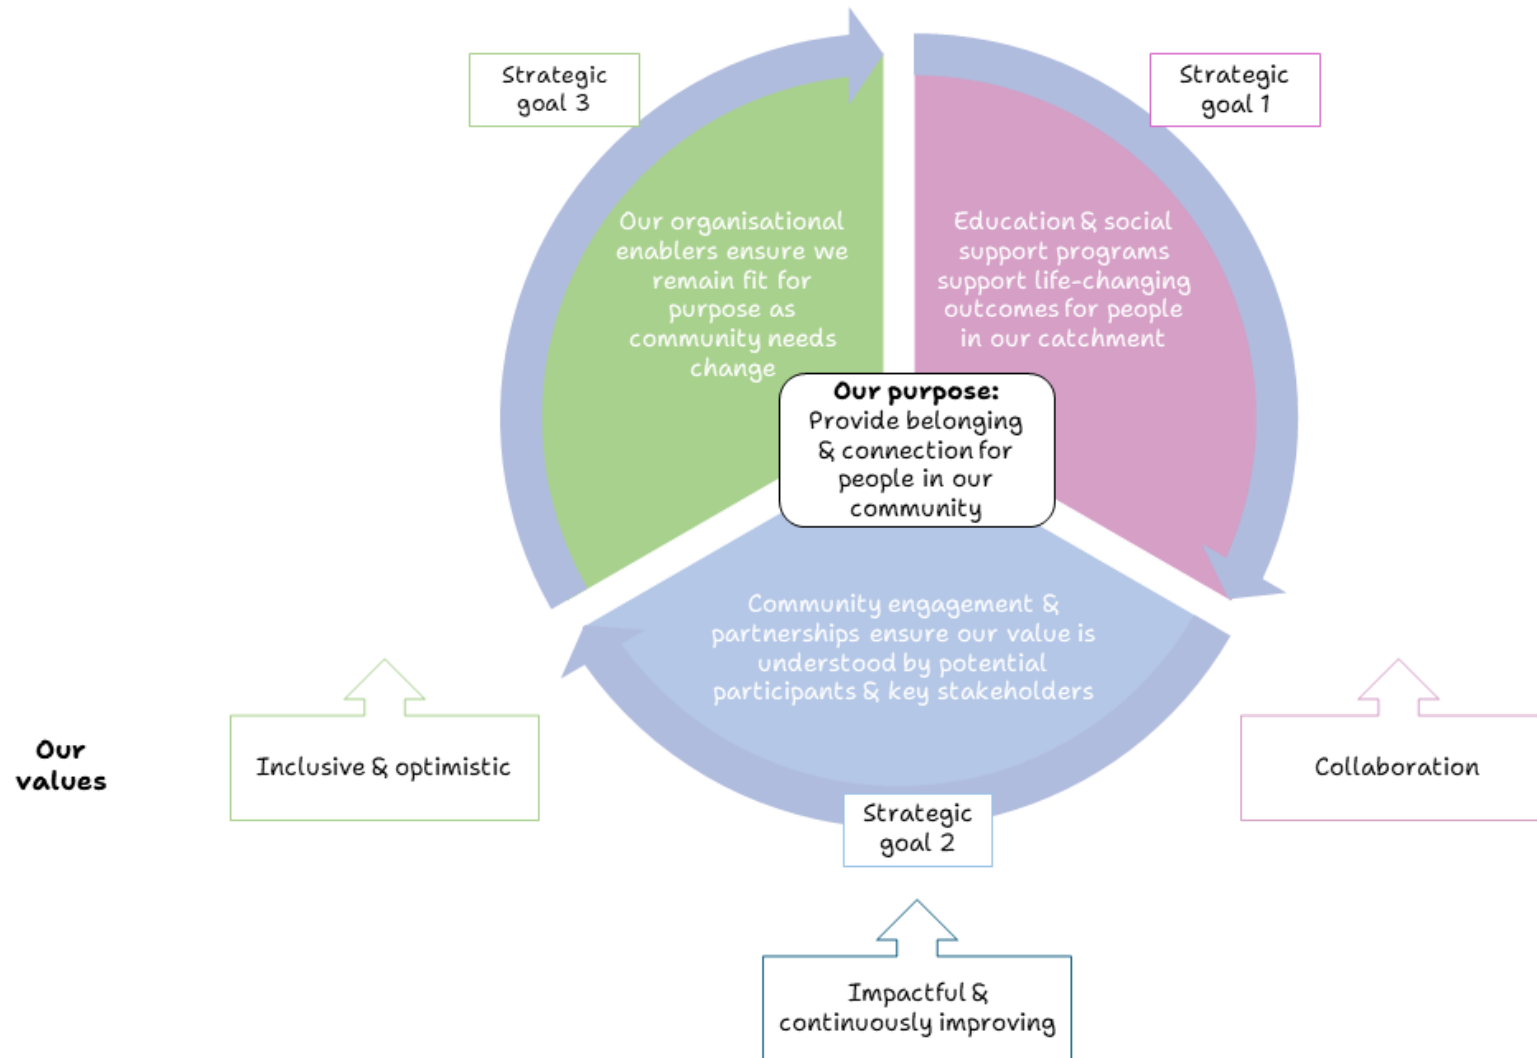 Strategic
goal 3
Strategic
goal 1
Our organisational
enablers ensure we
remain fit for
purpose as
community needs
change
Education & social
support programs
support life-changing
outcomes for people
in our catchment
Our purpose:
Provide belonging
& connection for
people in our
community
Community engagement &
partnerships ensure our value is
understood by potential
participants & key stakeholders
Strategic
goal 2
Our
values
Inclusive & optimistic
Collaboration
Impactful &
continuously improving